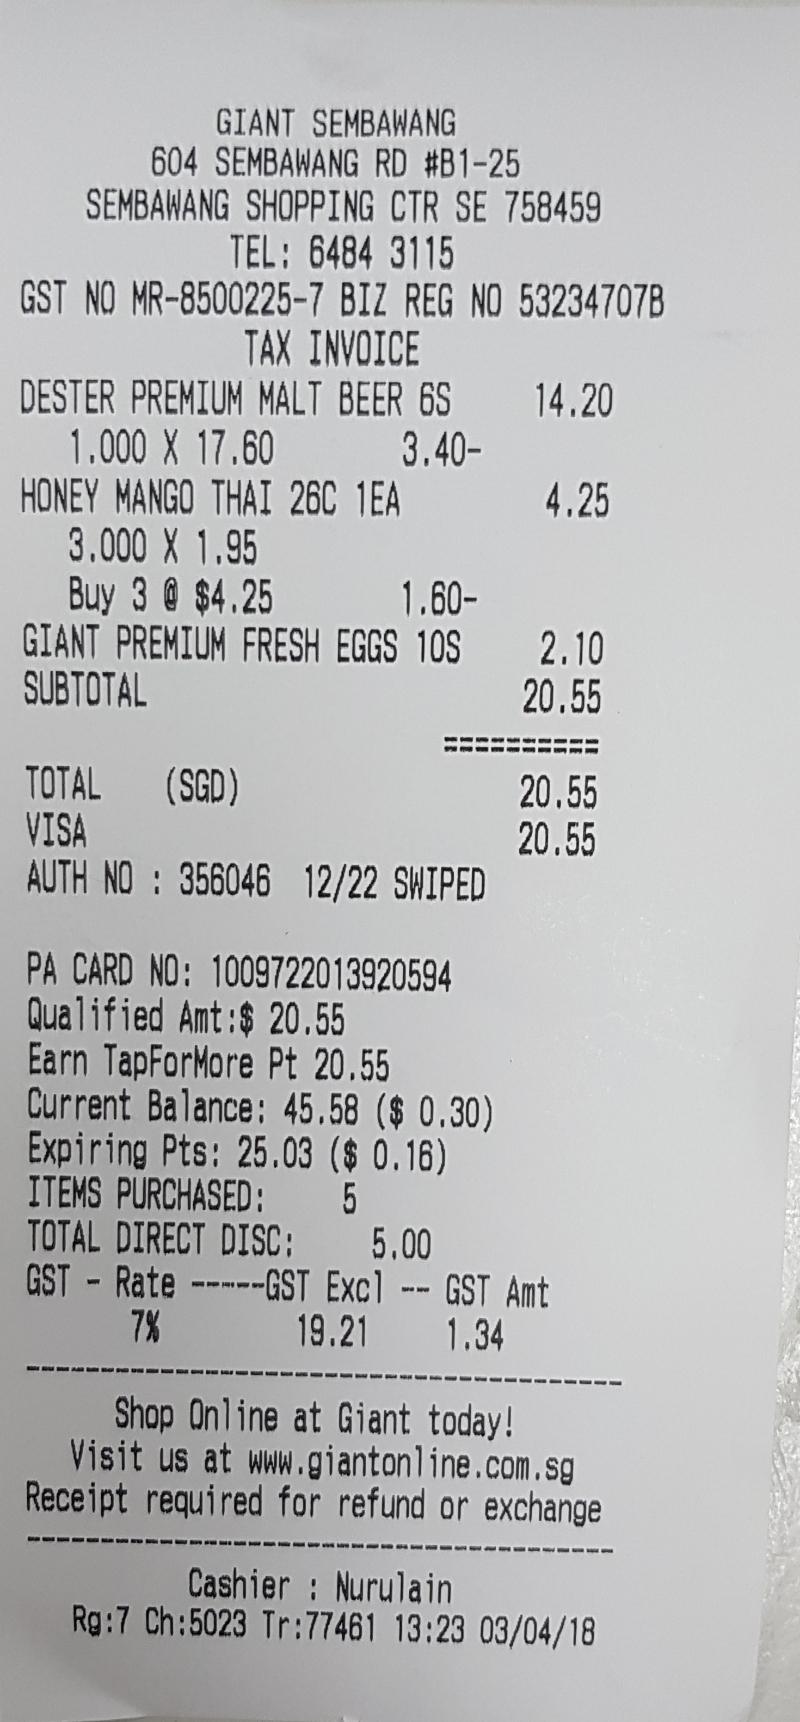 GIANT SEMBAWANG
604 SEMBAWANG RD #B1-25
SEMBAWANG SHOPPING CTR SE 758459
TEL: 6484 3115
GST NO MR-8500225-7 BIZ REG NO 53234707B
TAX INVOICE
DESTER PREMIUM MALT BEER 6S 14.20
1.000 X 17.60 3.40-
HONEY MANGO THAI 26C 1EA 4.25
3.000 X 1.95
Buy 3 @ $4.25 1.60-
GIANT PREMIUM FRESH EGGS 10S 2.10
SUBTOTAL 20.55
==========
TOTAL (SGD) 20.55
VISA 20.55
AUTH NO : 356046 12/22 SWIPED
PA CARD NO: 1009722013920594
Qualified Amt:$ 20.55
Earn TapForMore Pt 20.55
Current Balance: 45.58 ($ 0.30)
Expiring Pts: 25.03 ($ 0.16)
ITEMS PURCHASED: 5
TOTAL DIRECT DISC: 5.00
GST - Rate -----GST Excl -- GST Amt
7% 19.21 1.34
--------------------------------------
Shop Online at Giant today!
Visit us at www.giantonline.com.sg
Receipt required for refund or exchange
--------------------------------------
Cashier : Nurulain
Rg:7 Ch:5023 Tr:77461 13:23 03/04/18